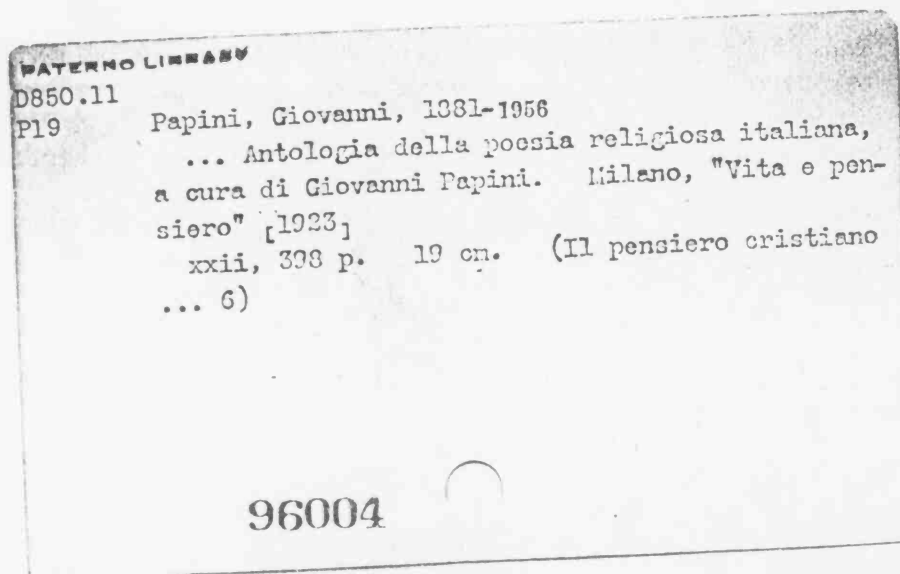 PATERNO LIBRARY
D850.11
P19 Papini, Giovanni, 1881-1956
... Antologia della poesia religiosa italiana,
a cura di Giovanni Papini. Milano, "Vita e pen-
siero" [1923]
xxii, 398 p. 19 cm. (Il pensiero cristiano
... 6)
96004